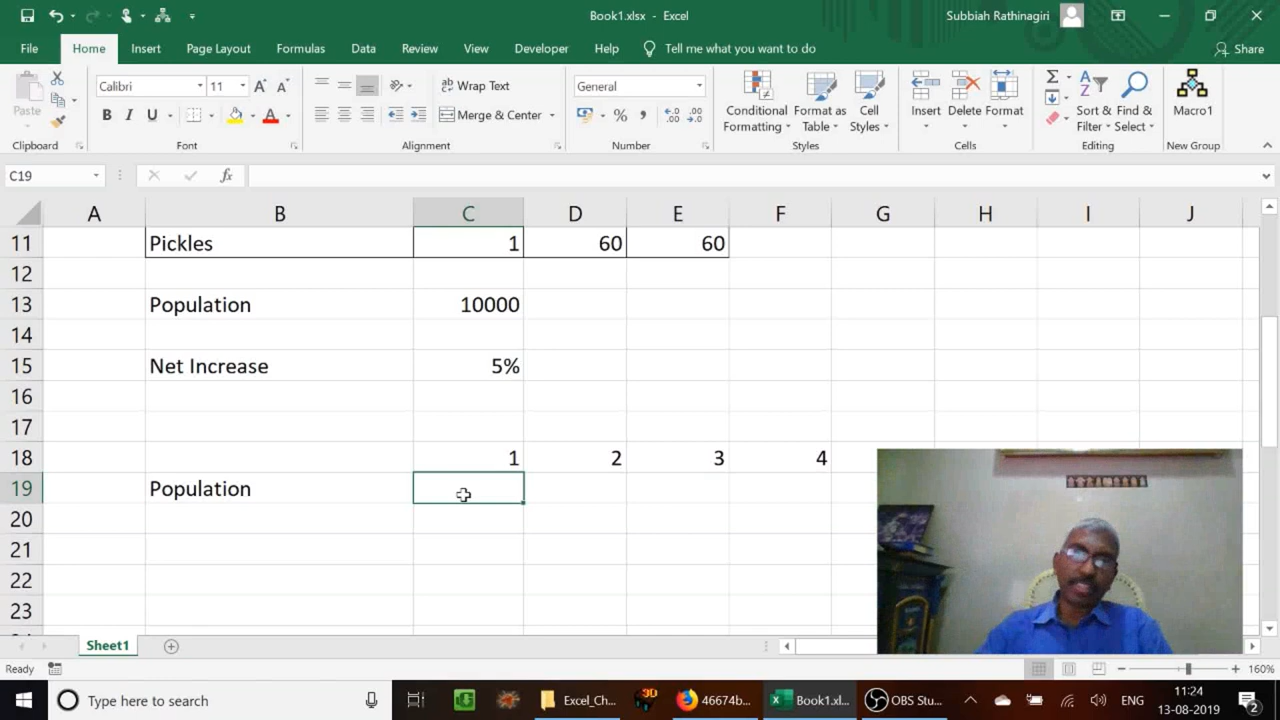 Book1.xlsx - Excel
Subbiah Rathinagiri
File Home Insert Page Layout Formulas Data Review View Developer Help Tell me what you want to do Share
Paste
Clipboard
Calibri 11
B I U
Font
Wrap Text
Merge & Center
Alignment
General
Number
Conditional Formatting
Format as Table
Cell Styles
Styles
Insert Delete Format
Cells
Sort & Filter
Find & Select
Editing
Macro1
New Group
C19 fx
A B C D E F G H I J
11 Pickles 1 60 60
12
13 Population 10000
14
15 Net Increase 5%
16
17
18 1 2 3 4
19 Population
20
21
22
23
Sheet1
Ready 160%
Type here to search
Excel_Ch...
3D
46674b...
Book1.xl...
OBS Stu...
ENG
11:24
13-08-2019
2